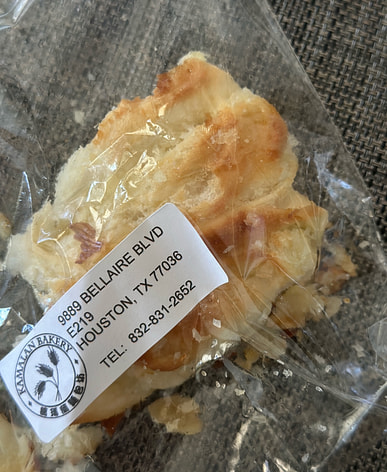 KAMALAN BAKERY
9889 BELLAIRE BLVD
E219
HOUSTON, TX 77036
TEL: 832-831-2652